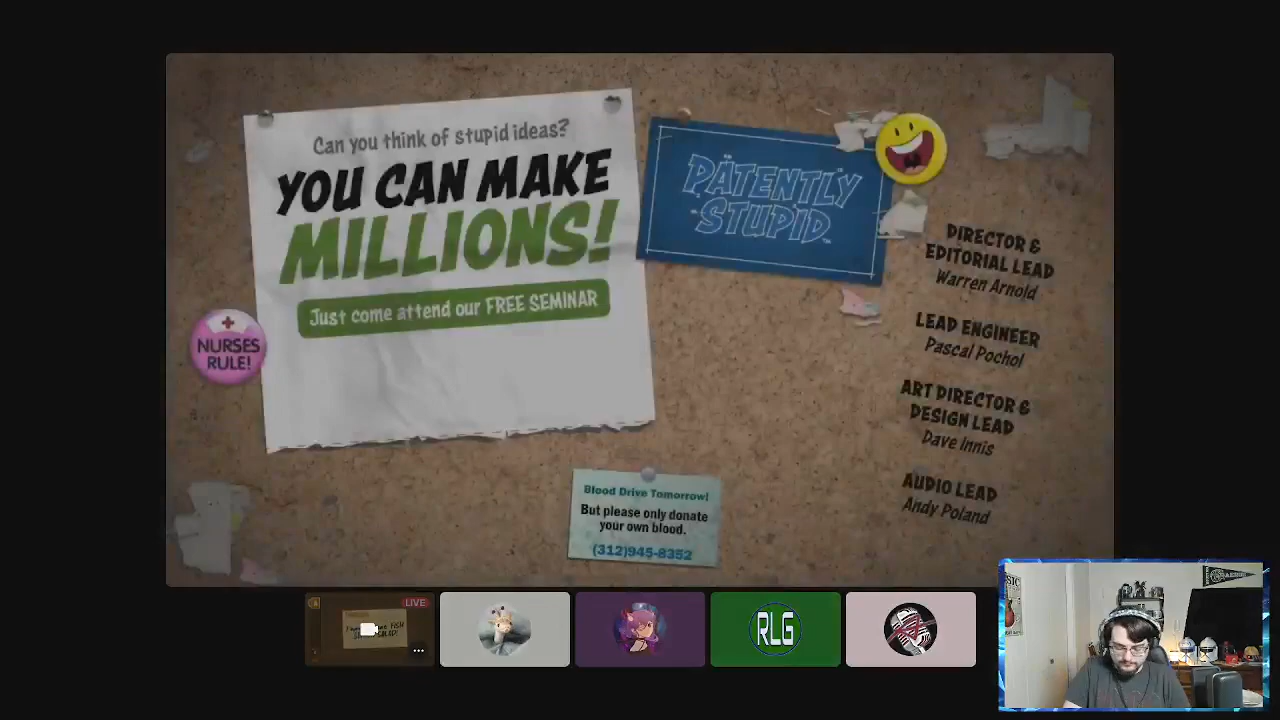 Can you think of stupid ideas?
YOU CAN MAKE
MILLIONS!
Just come attend our FREE SEMINAR
PATENTLY
STUPID
NURSES
RULE!
DIRECTOR &
EDITORIAL LEAD
Warren Arnold
LEAD ENGINEER
Pascal Pochol
ART DIRECTOR &
DESIGN LEAD
Dave Innis
AUDIO LEAD
Andy Poland
Blood Drive Tomorrow!
But please only donate
your own blood.
(312)945-8352
LIVE
RLG